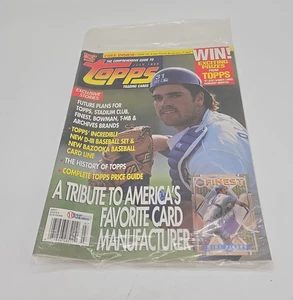 THE COMPREHENSIVE GUIDE TO
TOPPS
TRADING CARDS
WIN!
EXCITING
PRIZES
FROM
TOPPS
EXCLUSIVE
STORIES
FUTURE PLANS FOR
TOPPS, STADIUM CLUB,
FINEST, BOWMAN, T-MB &
ARCHIVES BRANDS
- TOPPS' INCREDIBLE
NEW D-III BASEBALL SET &
NEW BAZOOKA BASEBALL
CARD LINE
- THE HISTORY OF TOPPS
- COMPLETE TOPPS PRICE GUIDE
A TRIBUTE TO AMERICA'S
FAVORITE CARD
MANUFACTURER
31
FINEST